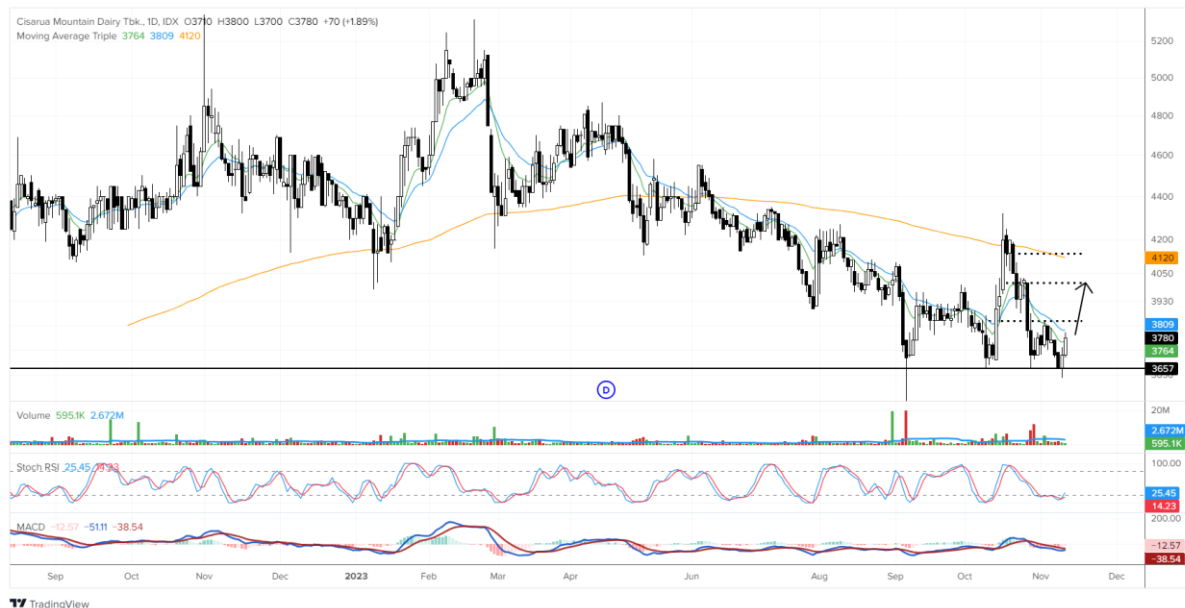 Cisarua Mountain Dairy Tbk., 1D, IDX O3710 H3800 L3700 C3780 +70 (+1.89%)
Moving Average Triple 3764 3809 4120
5200
5000
4800
4600
4400
4200
4120
4050
3930
3809
3780
3764
3657
D
Volume 595.1K 2.672M
20M
2.672M
595.1K
Stoch RSI 25.45 14.23
100.00
25.45
14.23
MACD −12.57 −51.11 −38.54
200.00
−12.57
−38.54
Sep Oct Nov Dec 2023 Feb Mar Apr Jun Aug Sep Oct Nov Dec
TradingView